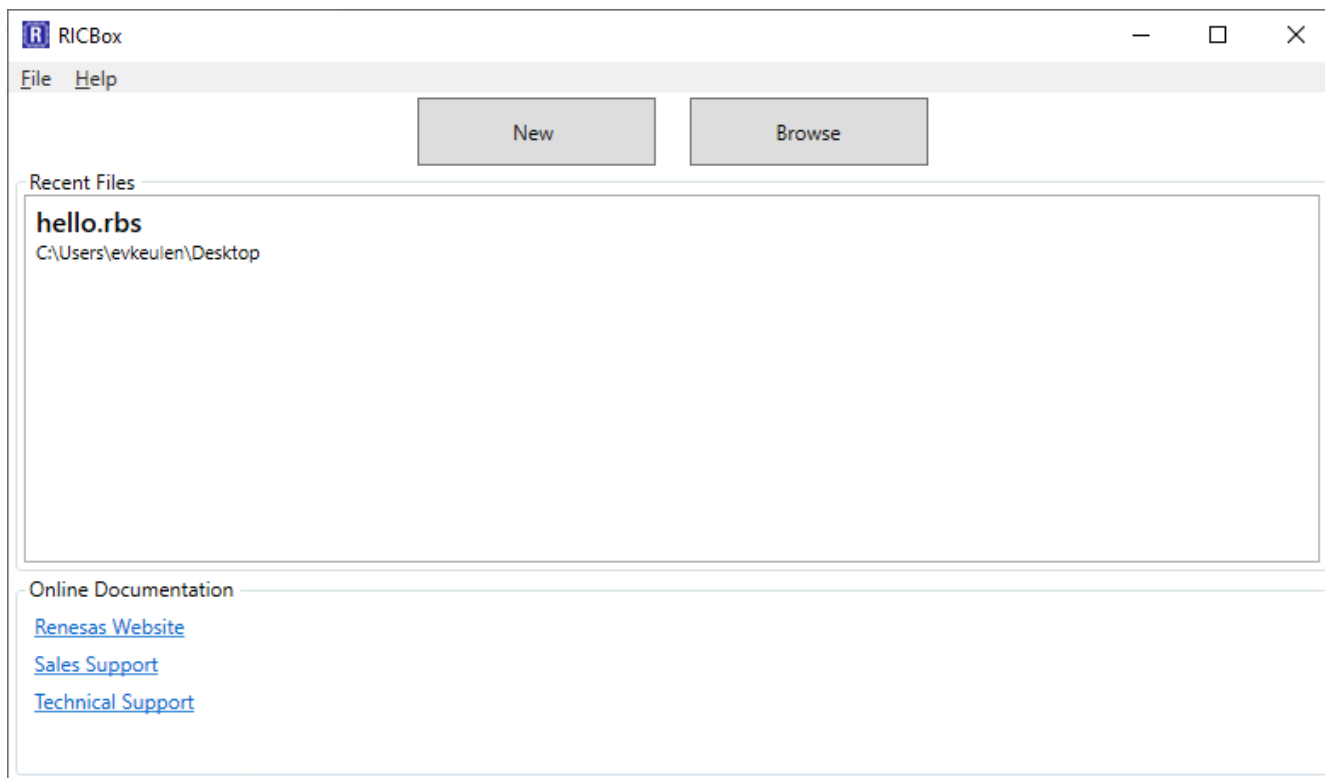 R RICBox
File Help
New Browse
Recent Files
hello.rbs
C:\Users\evkeulen\Desktop
Online Documentation
Renesas Website
Sales Support
Technical Support